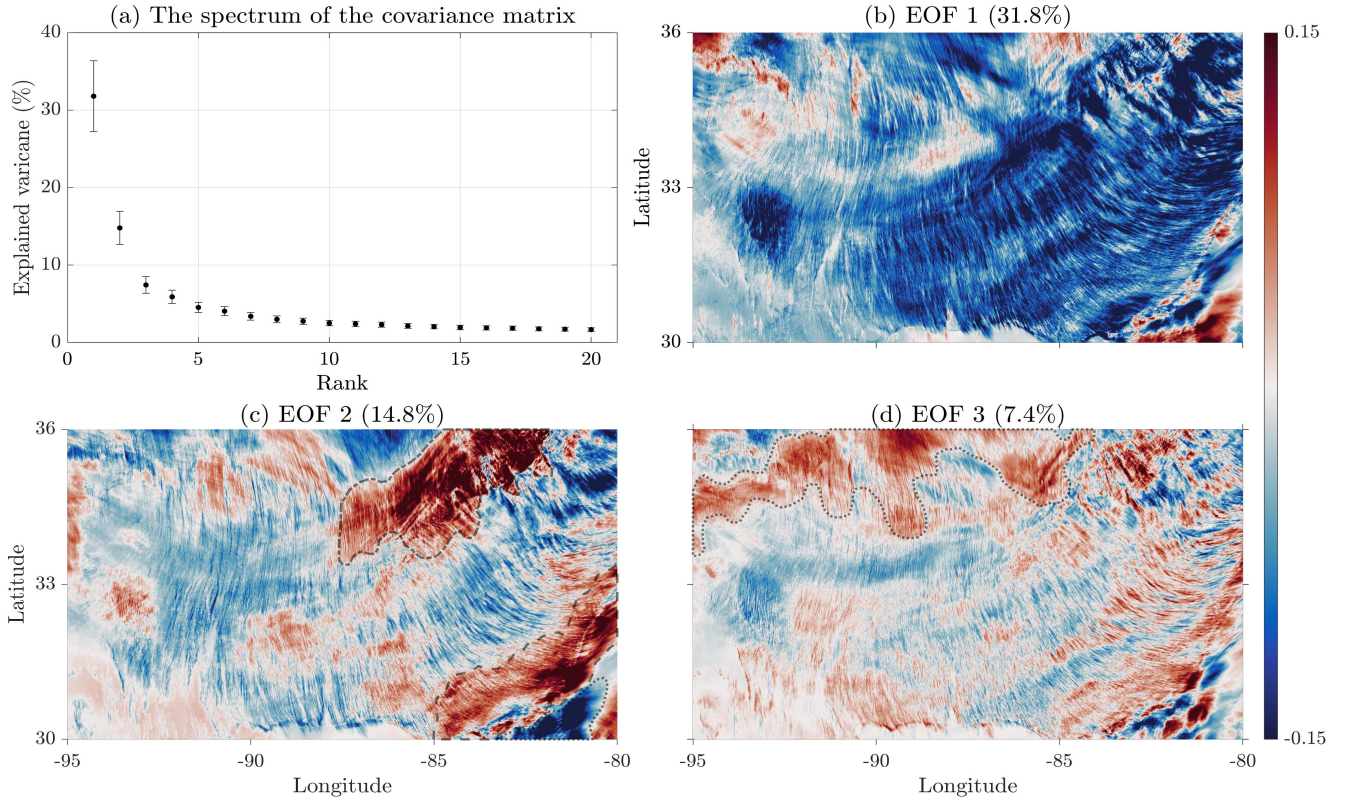 (a) The spectrum of the covariance matrix
40
30
20
10
0
Explained varicane (%)
0 5 10 15 20
Rank
(b) EOF 1 (31.8%)
36
33
30
Latitude
0.15
-0.15
(c) EOF 2 (14.8%)
36
33
30
Latitude
-95 -90 -85 -80
Longitude
(d) EOF 3 (7.4%)
-95 -90 -85 -80
Longitude